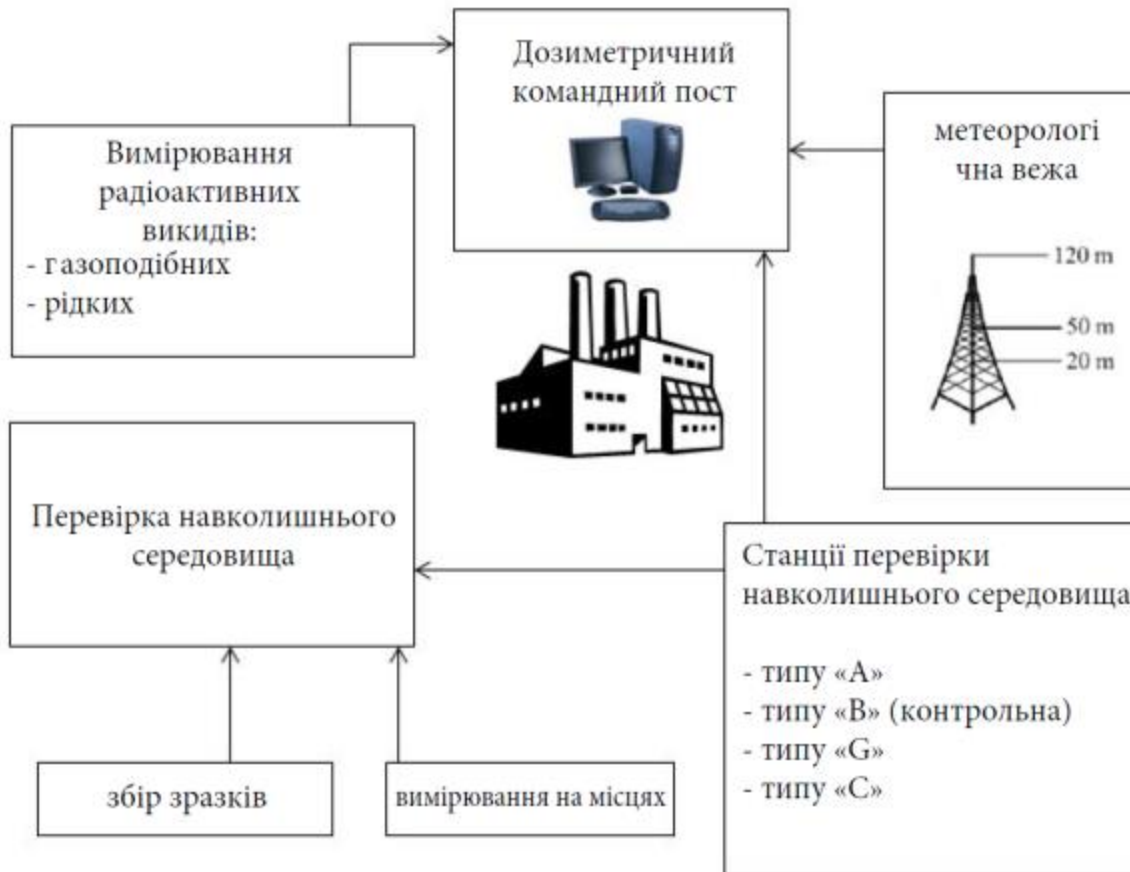 Дозиметричний
командний пост
Вимірювання
радіоактивних
викидів:
- газоподібних
- рідких
метеорологі
чна вежа
120 m
50 m
20 m
Перевірка навколишнього
середовища
Станції перевірки
навколишнього середовища
- типу «A»
- типу «B» (контрольна)
- типу «G»
- типу «C»
збір зразків
вимірювання на місцях